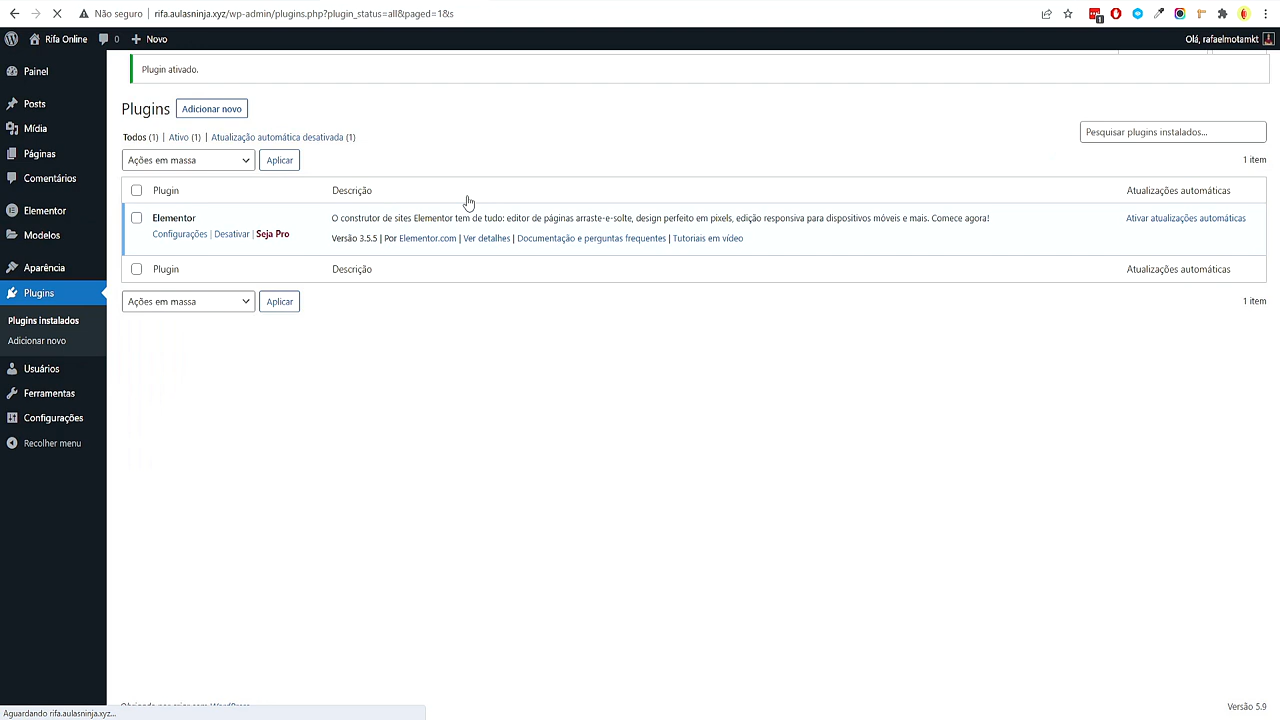 Não seguro rifa.aulasninja.xyz/wp-admin/plugins.php?plugin_status=all&paged=1&s
1
Rifa Online 0 Novo
Olá, rafaelmotamkt
Painel
Posts
Mídia
Páginas
Comentários
Elementor
Modelos
Aparência
Plugins
Plugins instalados
Adicionar novo
Usuários
Ferramentas
Configurações
Recolher menu
Plugin ativado.
Plugins Adicionar novo
Todos (1) | Ativo (1) | Atualização automática desativada (1)
Pesquisar plugins instalados...
Ações em massa Aplicar
1 item
Plugin Descrição Atualizações automáticas
Elementor
Configurações | Desativar | Seja Pro
O construtor de sites Elementor tem de tudo: editor de páginas arraste-e-solte, design perfeito em pixels, edição responsiva para dispositivos móveis e mais. Comece agora!
Versão 3.5.5 | Por Elementor.com | Ver detalhes | Documentação e perguntas frequentes | Tutoriais em vídeo
Ativar atualizações automáticas
Plugin Descrição Atualizações automáticas
Ações em massa Aplicar
1 item
Obrigado por criar com WordPress.
Versão 5.9
Aguardando rifa.aulasninja.xyz...